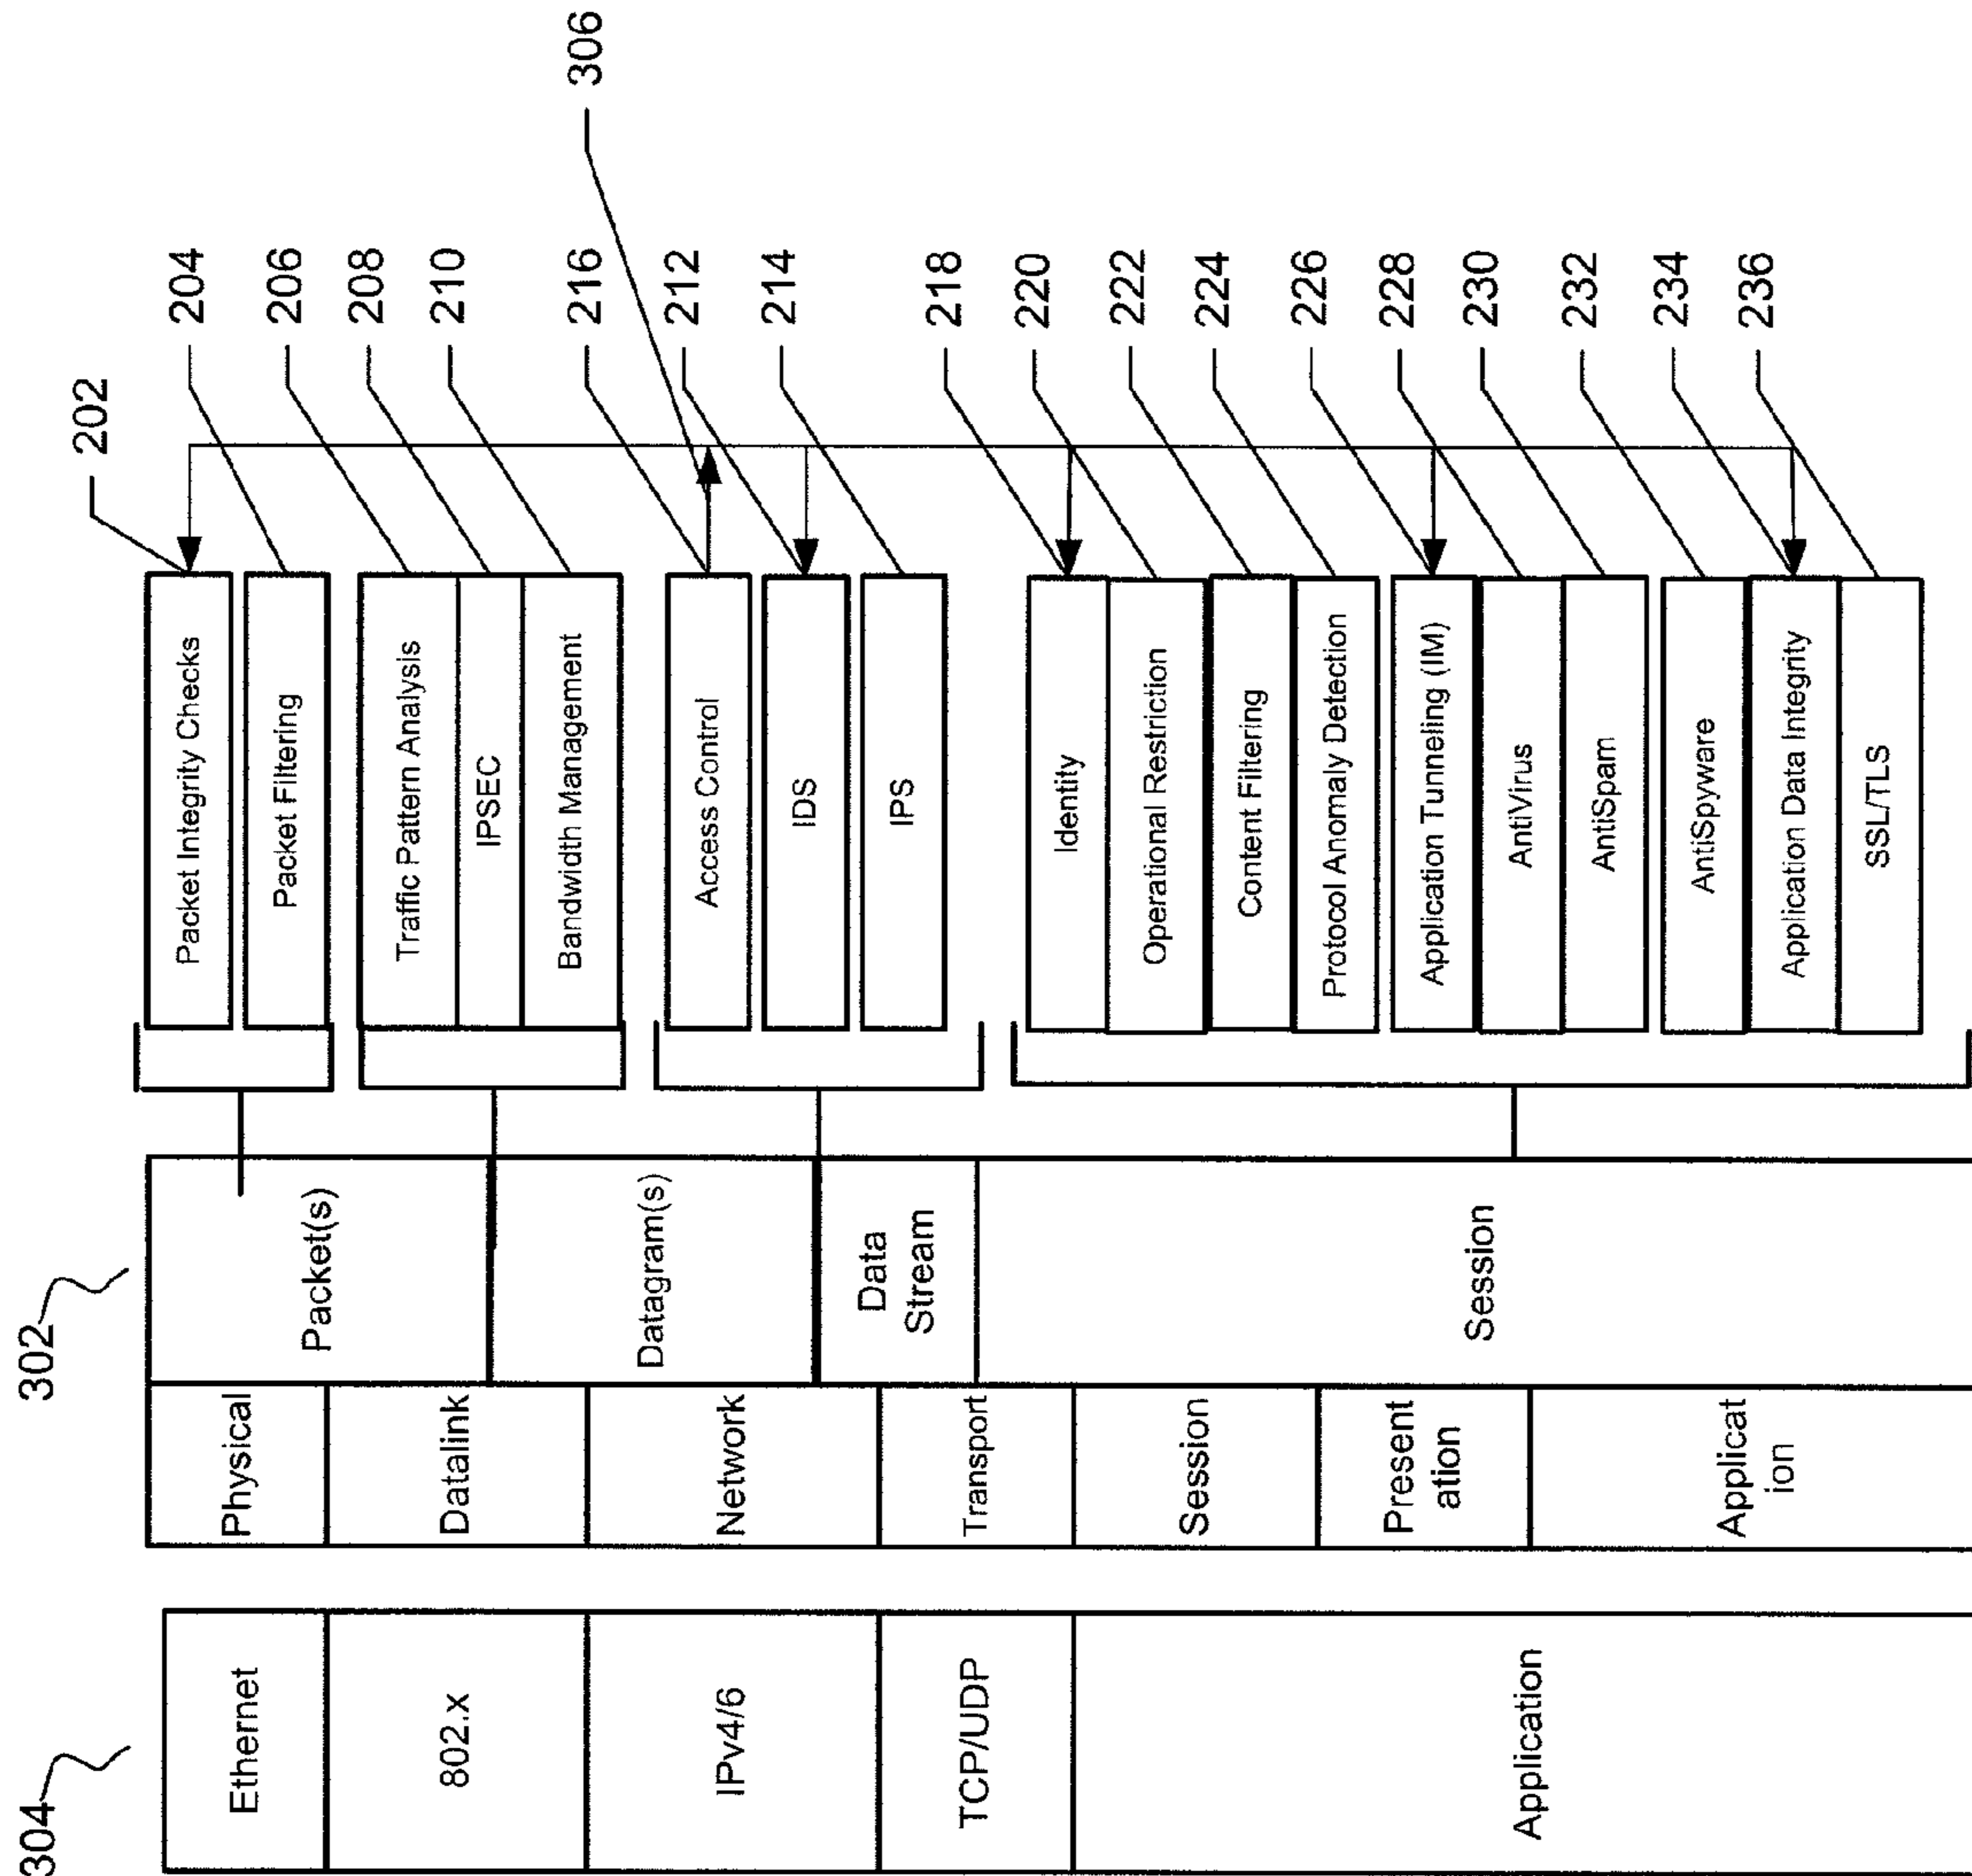 304
Ethernet
802.x
IPv4/6
TCP/UDP
Application
302
Physical
Datalink
Network
Transport
Session
Present
ation
Applicat
ion
Packet(s)
Datagram(s)
Data
Stream
Session
Packet Integrity Checks
Packet Filtering
Traffic Pattern Analysis
IPSEC
Bandwidth Management
Access Control
IDS
IPS
Identity
Operational Restriction
Content Filtering
Protocol Anomaly Detection
Application Tunneling (IM)
AntiVirus
AntiSpam
AntiSpyware
Application Data Integrity
SSL/TLS
202
204
206
208
210
216
306
212
214
218
220
222
224
226
228
230
232
234
236